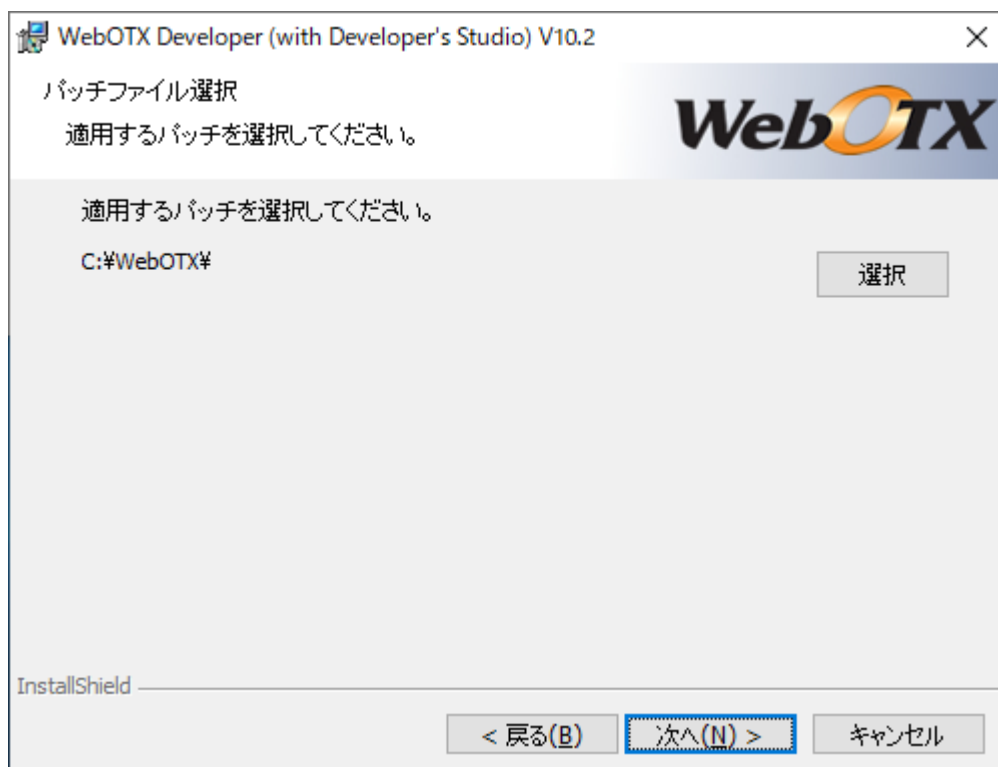 WebOTX Developer (with Developer's Studio) V10.2
パッチファイル選択
適用するパッチを選択してください。
WebOTX
適用するパッチを選択してください。
C:¥WebOTX¥
選択
InstallShield
< 戻る(B)
次へ(N) >
キャンセル